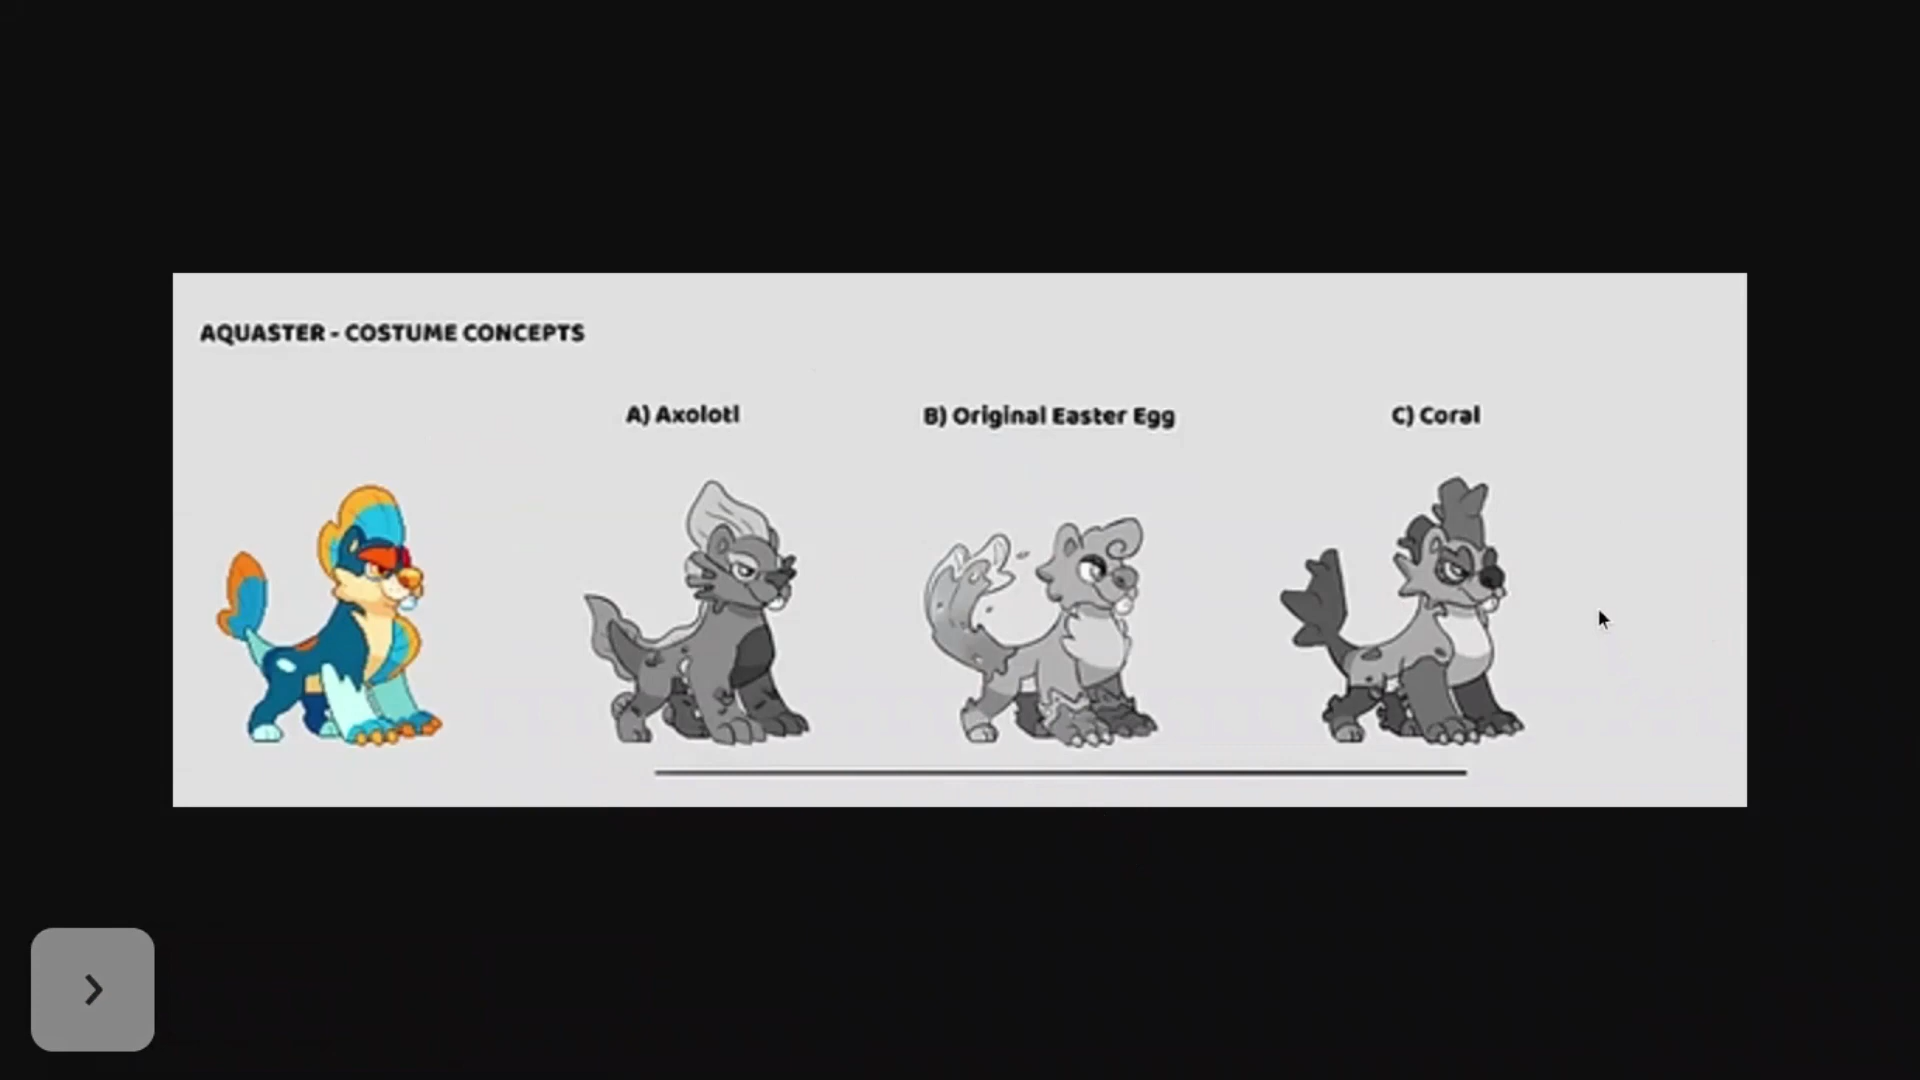 AQUASTER - COSTUME CONCEPTS
A) Axolotl
B) Original Easter Egg
C) Coral